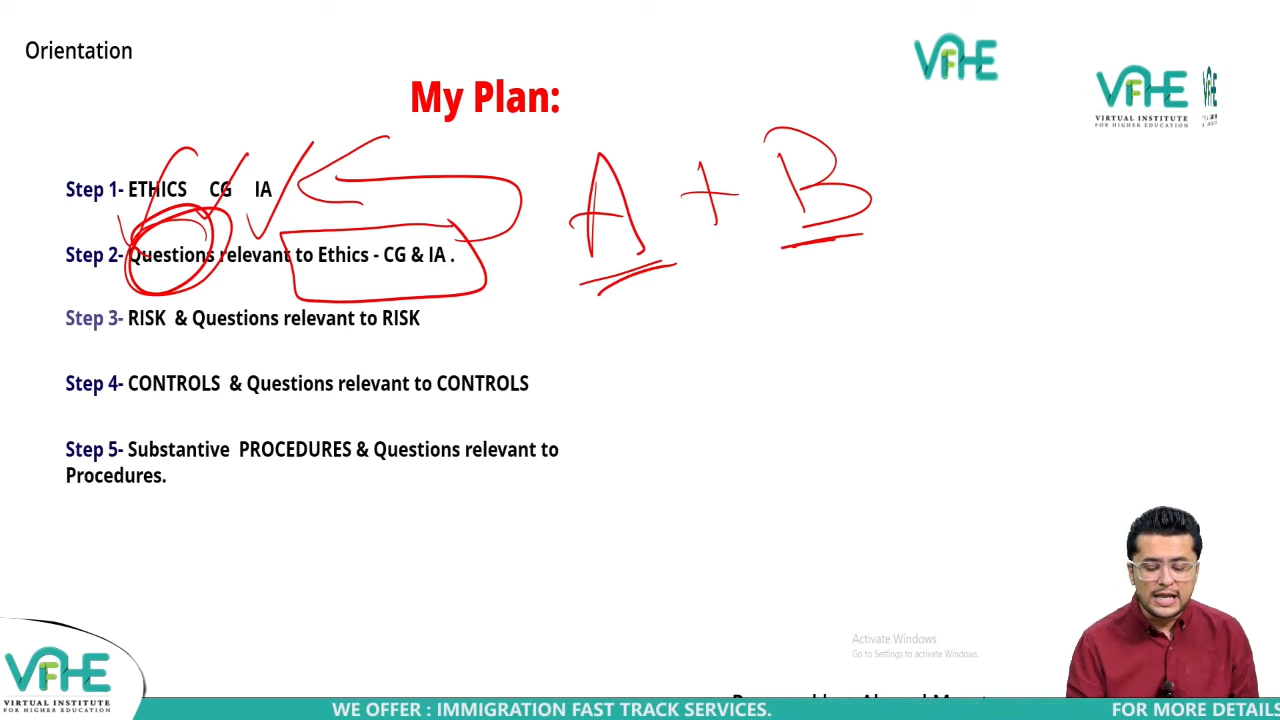 Orientation
VFHE
VFHE
VIRTUAL INSTITUTE
FOR HIGHER EDUCATION
My Plan:
A + B
Step 1- ETHICS CG IA
Step 2- Questions relevant to Ethics - CG & IA .
Step 3- RISK & Questions relevant to RISK
Step 4- CONTROLS & Questions relevant to CONTROLS
Step 5- Substantive PROCEDURES & Questions relevant to
Procedures.
Activate Windows
Go to Settings to activate Windows.
VFHE
VIRTUAL INSTITUTE
FOR HIGHER EDUCATION
WE OFFER : IMMIGRATION FAST TRACK SERVICES.
FOR MORE DETAILS